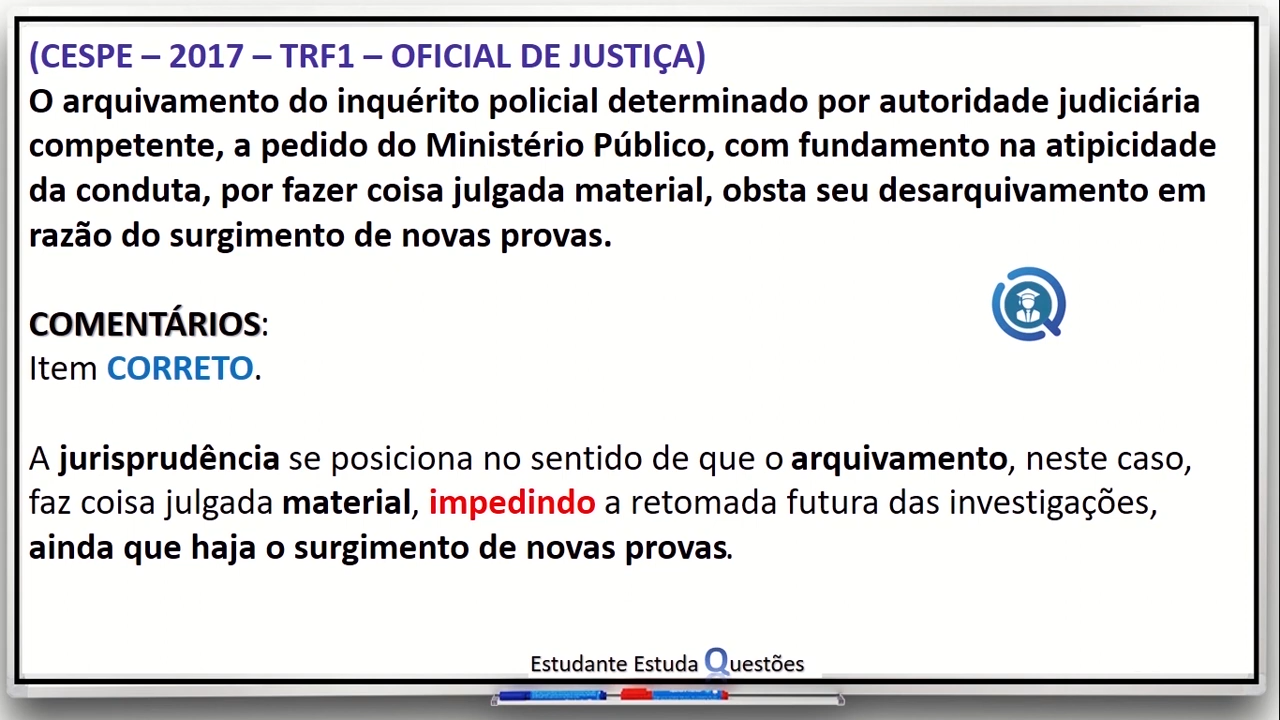 (CESPE – 2017 – TRF1 – OFICIAL DE JUSTIÇA)
O arquivamento do inquérito policial determinado por autoridade judiciária
competente, a pedido do Ministério Público, com fundamento na atipicidade
da conduta, por fazer coisa julgada material, obsta seu desarquivamento em
razão do surgimento de novas provas.
COMENTÁRIOS:
Item CORRETO.
A jurisprudência se posiciona no sentido de que o arquivamento, neste caso,
faz coisa julgada material, impedindo a retomada futura das investigações,
ainda que haja o surgimento de novas provas.
Estudante Estuda Questões